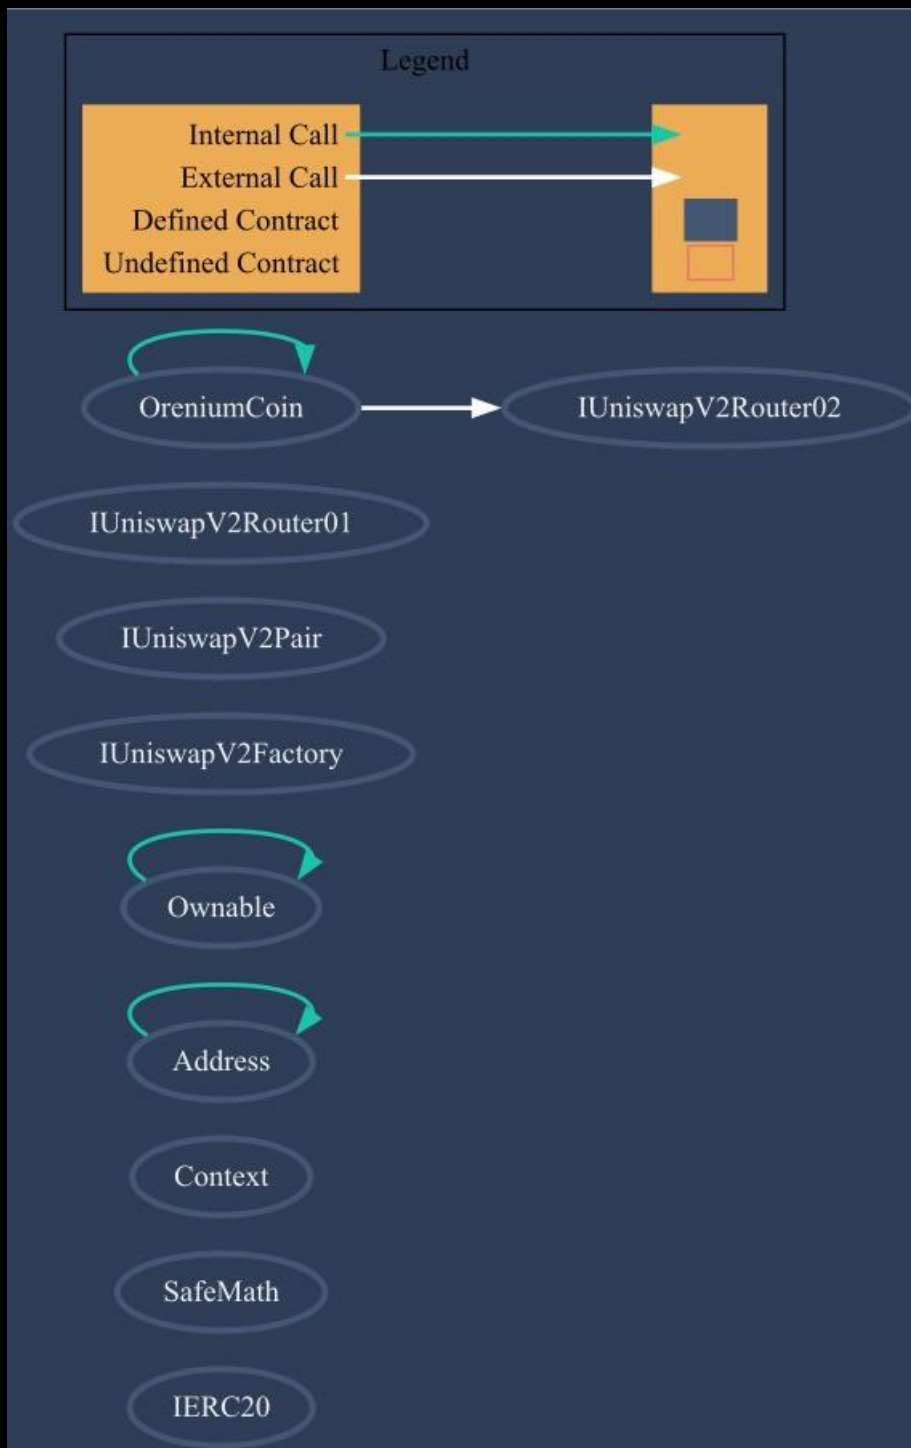 Legend
Internal Call
External Call
Defined Contract
Undefined Contract
OreniumCoin
IUniswapV2Router02
IUniswapV2Router01
IUniswapV2Pair
IUniswapV2Factory
Ownable
Address
Context
SafeMath
IERC20